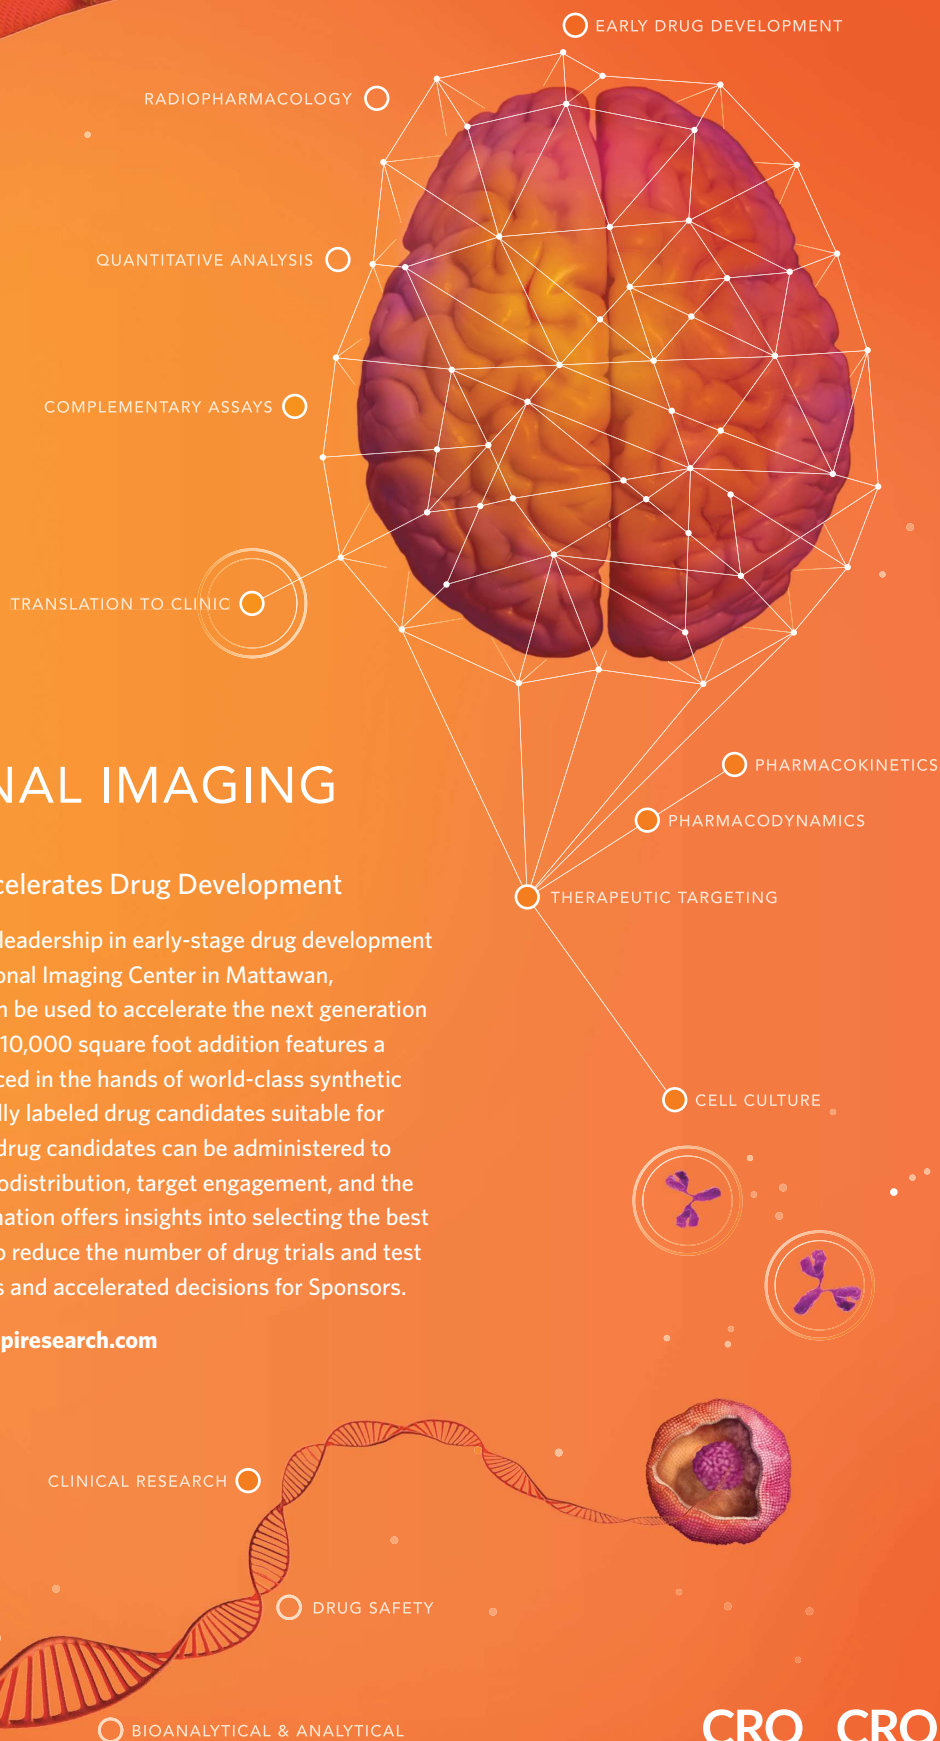 EARLY DRUG DEVELOPMENT
RADIOPHARMACOLOGY
QUANTITATIVE ANALYSIS
COMPLEMENTARY ASSAYS
TRANSLATION TO CLINIC
PHARMACOKINETICS
PHARMACODYNAMICS
THERAPEUTIC TARGETING
CELL CULTURE
NAL IMAGING
celerates Drug Development
leadership in early-stage drug development
onal Imaging Center in Mattawan,
n be used to accelerate the next generation
10,000 square foot addition features a
ced in the hands of world-class synthetic
lly labeled drug candidates suitable for
drug candidates can be administered to
odistribution, target engagement, and the
nation offers insights into selecting the best
o reduce the number of drug trials and test
s and accelerated decisions for Sponsors.
piresearch.com
CLINICAL RESEARCH
DRUG SAFETY
BIOANALYTICAL & ANALYTICAL
CRO CRO